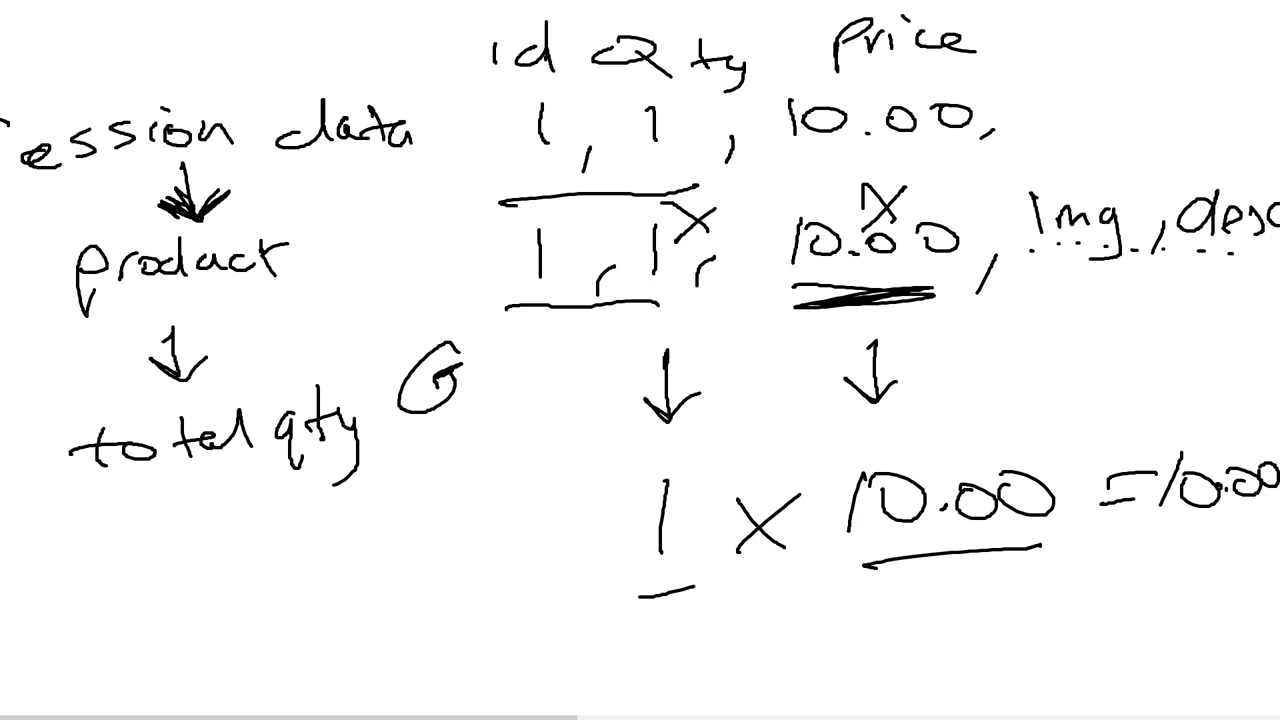 id Qty Price
ession data 1, 1, 10.00,
product 1, 1, 10.00, Img, desc
total qty G
1 x 10.00 = 10.00